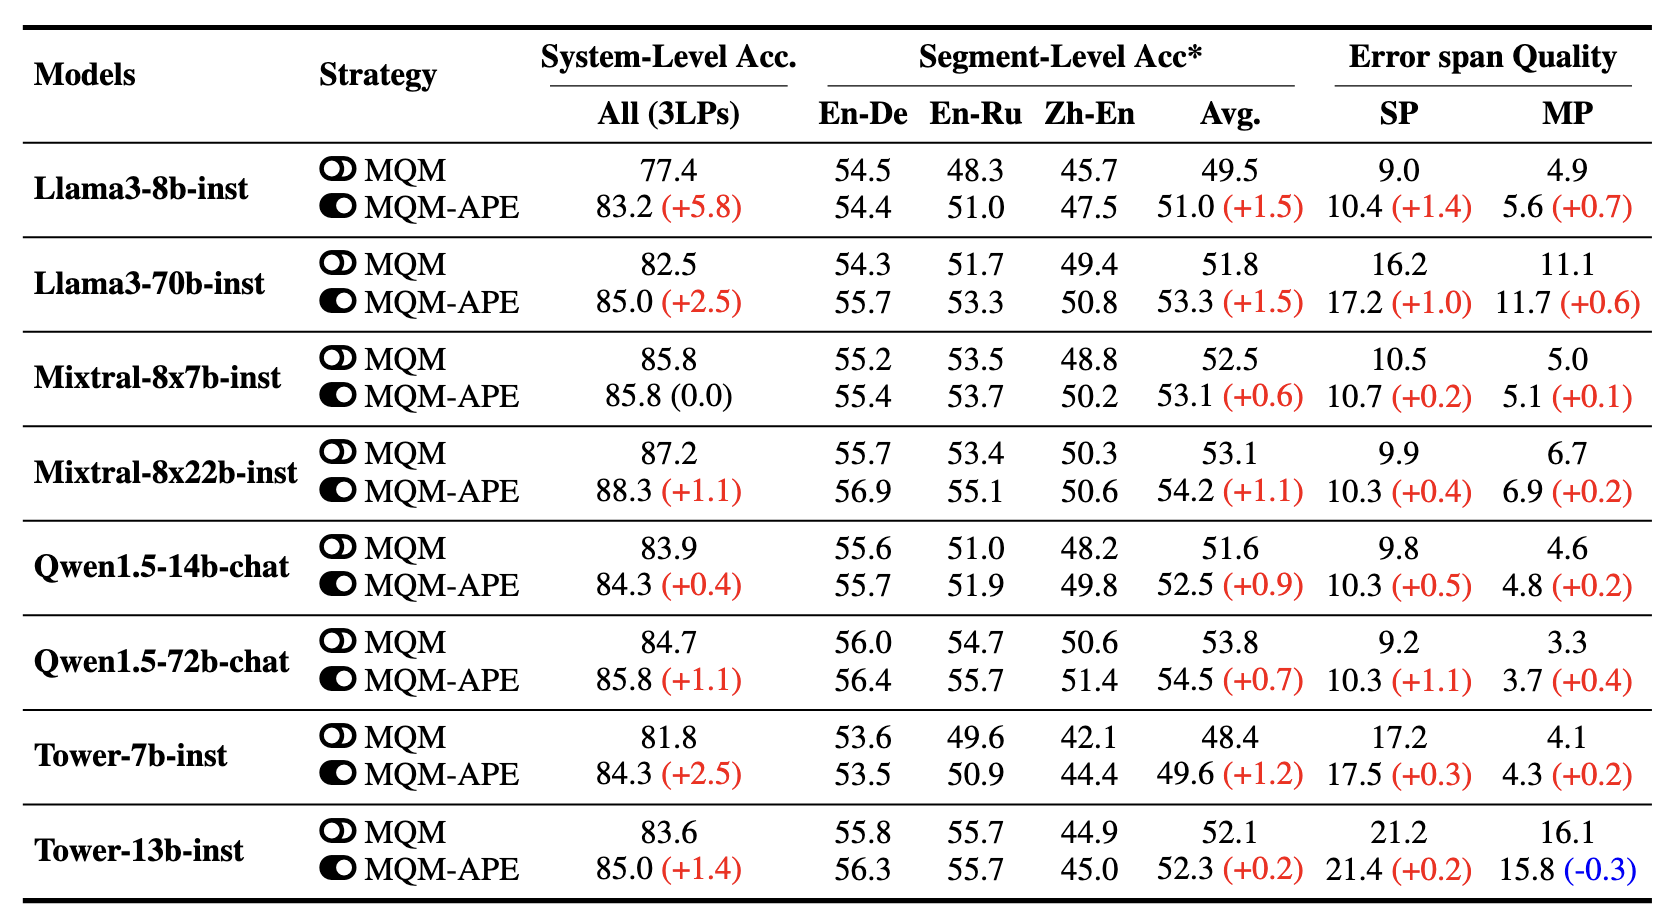 Models Strategy System-Level Acc. Segment-Level Acc* Error span Quality
All (3LPs) En-De En-Ru Zh-En Avg. SP MP
Llama3-8b-inst
MQM 77.4 54.5 48.3 45.7 49.5 9.0 4.9
MQM-APE 83.2 (+5.8) 54.4 51.0 47.5 51.0 (+1.5) 10.4 (+1.4) 5.6 (+0.7)
Llama3-70b-inst
MQM 82.5 54.3 51.7 49.4 51.8 16.2 11.1
MQM-APE 85.0 (+2.5) 55.7 53.3 50.8 53.3 (+1.5) 17.2 (+1.0) 11.7 (+0.6)
Mixtral-8x7b-inst
MQM 85.8 55.2 53.5 48.8 52.5 10.5 5.0
MQM-APE 85.8 (0.0) 55.4 53.7 50.2 53.1 (+0.6) 10.7 (+0.2) 5.1 (+0.1)
Mixtral-8x22b-inst
MQM 87.2 55.7 53.4 50.3 53.1 9.9 6.7
MQM-APE 88.3 (+1.1) 56.9 55.1 50.6 54.2 (+1.1) 10.3 (+0.4) 6.9 (+0.2)
Qwen1.5-14b-chat
MQM 83.9 55.6 51.0 48.2 51.6 9.8 4.6
MQM-APE 84.3 (+0.4) 55.7 51.9 49.8 52.5 (+0.9) 10.3 (+0.5) 4.8 (+0.2)
Qwen1.5-72b-chat
MQM 84.7 56.0 54.7 50.6 53.8 9.2 3.3
MQM-APE 85.8 (+1.1) 56.4 55.7 51.4 54.5 (+0.7) 10.3 (+1.1) 3.7 (+0.4)
Tower-7b-inst
MQM 81.8 53.6 49.6 42.1 48.4 17.2 4.1
MQM-APE 84.3 (+2.5) 53.5 50.9 44.4 49.6 (+1.2) 17.5 (+0.3) 4.3 (+0.2)
Tower-13b-inst
MQM 83.6 55.8 55.7 44.9 52.1 21.2 16.1
MQM-APE 85.0 (+1.4) 56.3 55.7 45.0 52.3 (+0.2) 21.4 (+0.2) 15.8 (-0.3)